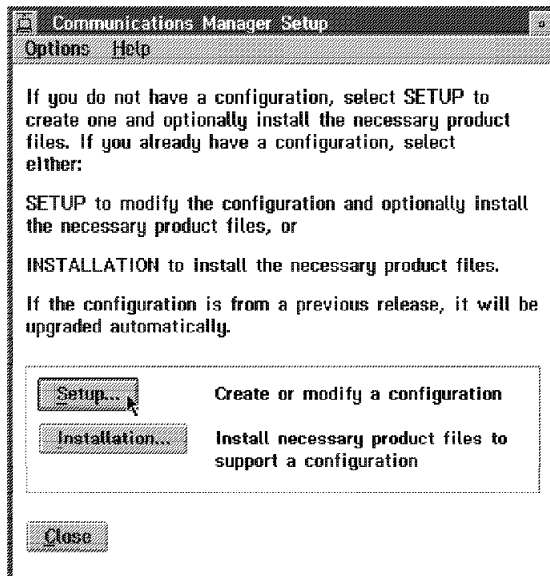 Communications Manager Setup
Options Help
If you do not have a configuration, select SETUP to
create one and optionally install the necessary product
files. If you already have a configuration, select
either:
SETUP to modify the configuration and optionally install
the necessary product files, or
INSTALLATION to install the necessary product files.
If the configuration is from a previous release, it will be
upgraded automatically.
Setup... Create or modify a configuration
Installation... Install necessary product files to
support a configuration
Close